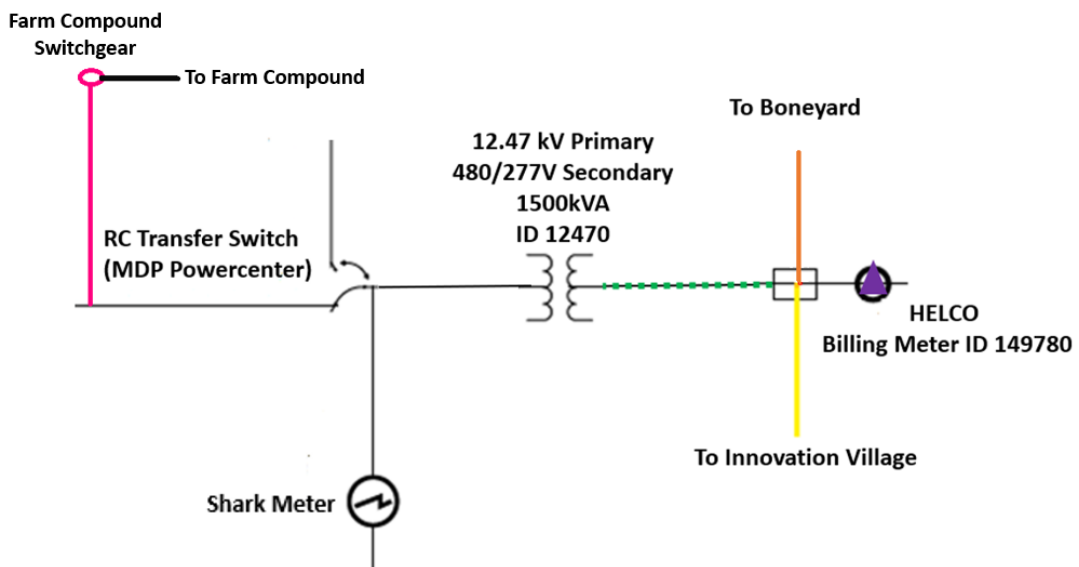 Farm Compound
Switchgear
To Farm Compound
To Boneyard
12.47 kV Primary
480/277V Secondary
1500kVA
ID 12470
RC Transfer Switch
(MDP Powercenter)
HELCO
Billing Meter ID 149780
To Innovation Village
Shark Meter